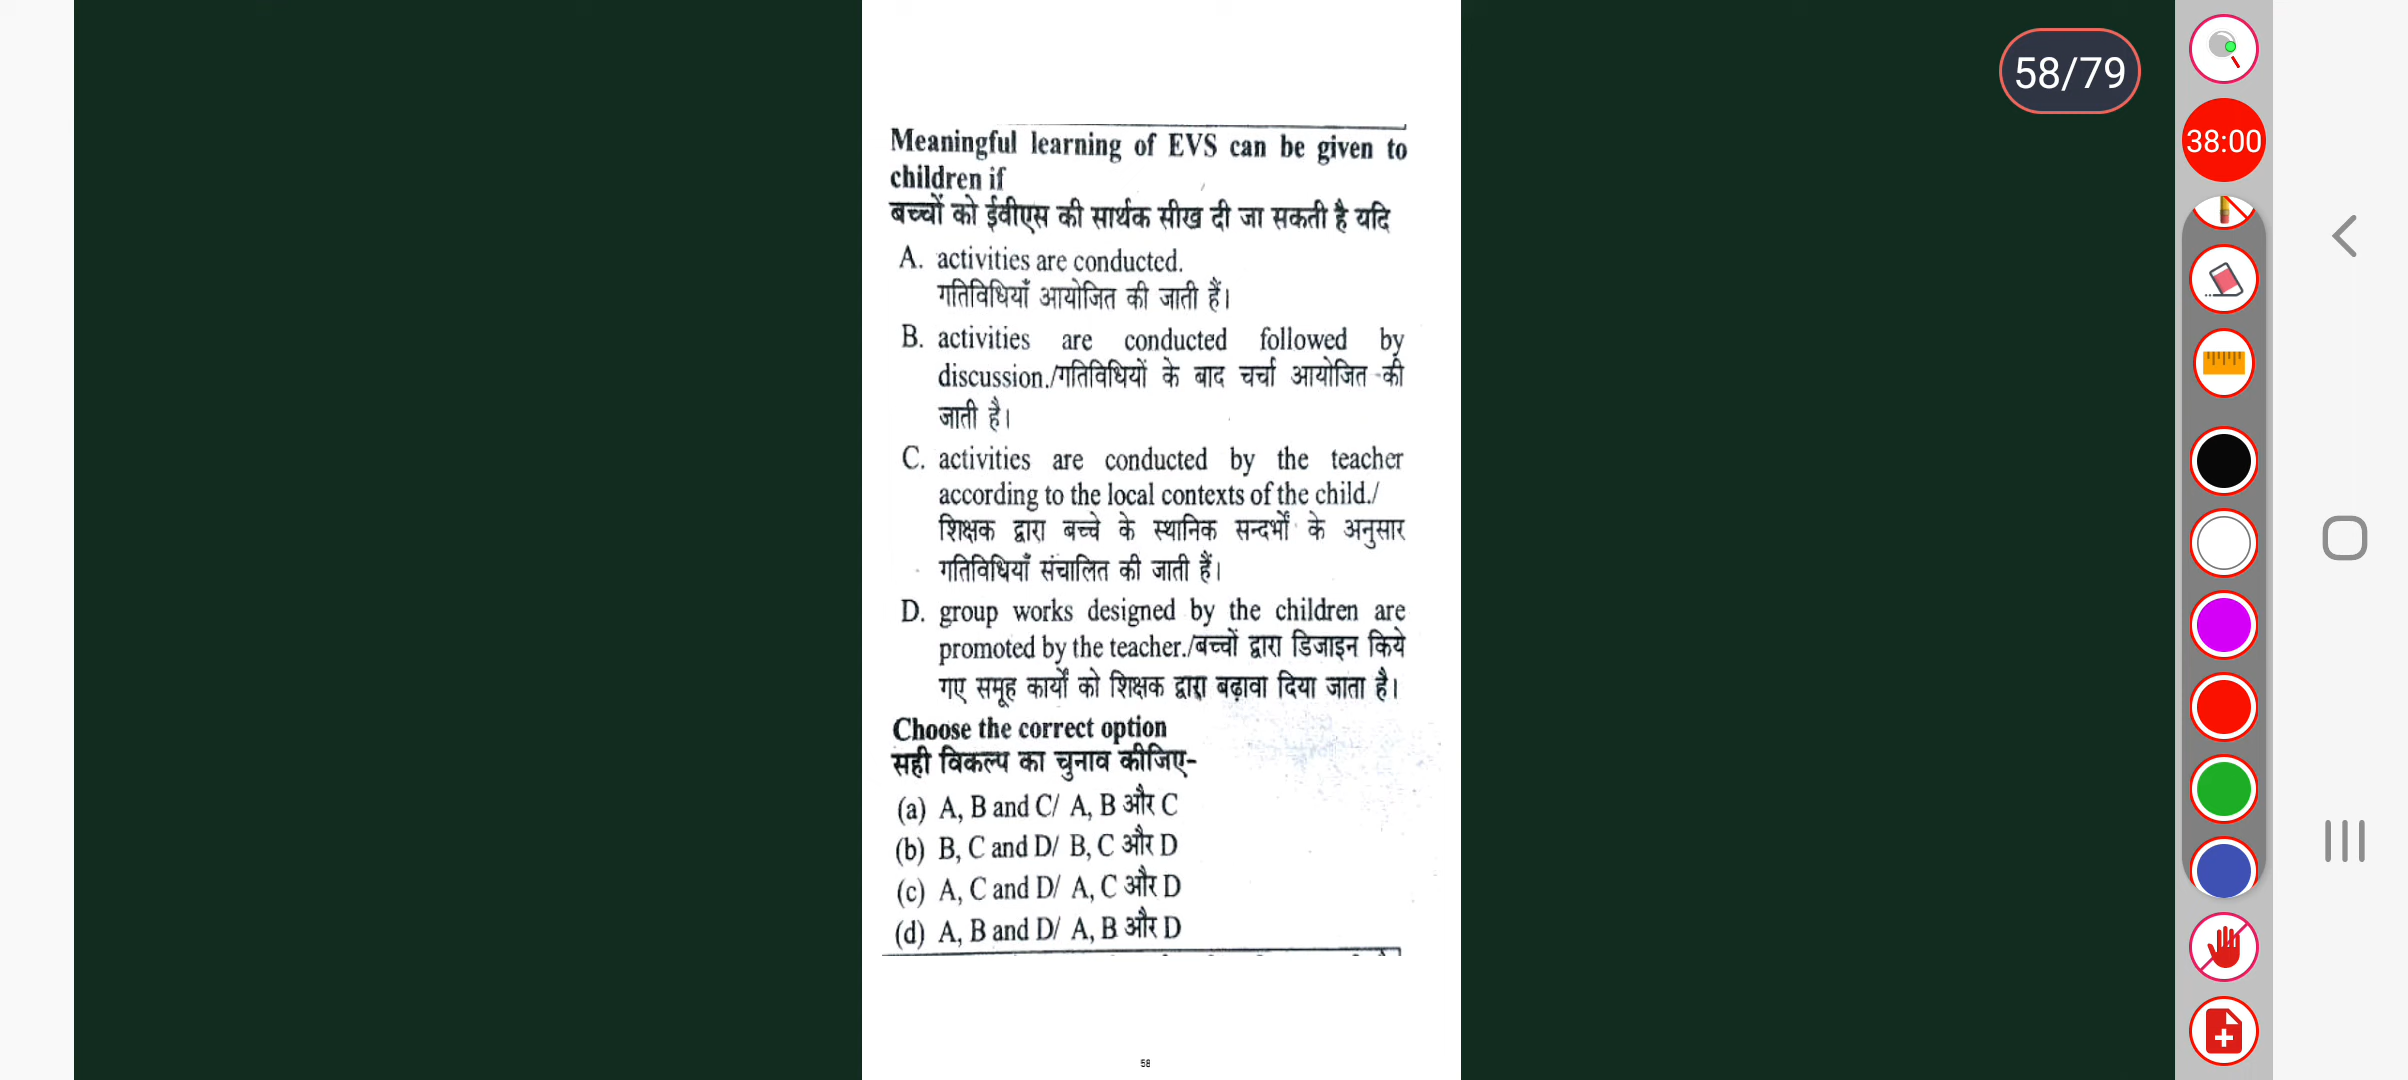 58/79
38:00
Meaningful learning of EVS can be given to
children if
बच्चों को ईवीएस की सार्थक सीख दी जा सकती है यदि
A. activities are conducted.
गतिविधियाँ आयोजित की जाती हैं।
B. activities are conducted followed by
discussion./गतिविधियों के बाद चर्चा आयोजित की
जाती है।
C. activities are conducted by the teacher
according to the local contexts of the child./
शिक्षक द्वारा बच्चे के स्थानिक सन्दर्भों के अनुसार
गतिविधियाँ संचालित की जाती हैं।
D. group works designed by the children are
promoted by the teacher./बच्चों द्वारा डिजाइन किये
गए समूह कार्यों को शिक्षक द्वारा बढ़ावा दिया जाता है।
Choose the correct option
सही विकल्प का चुनाव कीजिए-
(a) A, B and C/ A, B और C
(b) B, C and D/ B, C और D
(c) A, C and D/ A, C और D
(d) A, B and D/ A, B और D
58